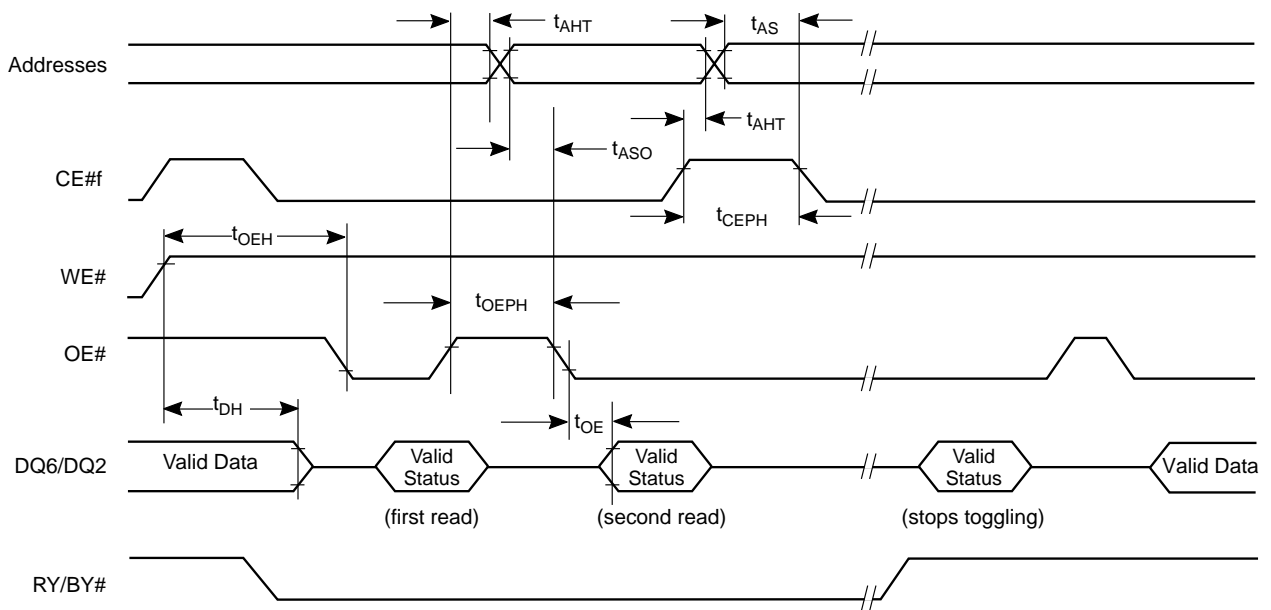 tAHT
tAS
Addresses
tAHT
tASO
CE#f
tCEPH
tOEH
WE#
tOEPH
OE#
tDH
tOE
DQ6/DQ2
Valid Data
Valid
Status
Valid
Status
Valid
Status
Valid Data
(first read)
(second read)
(stops toggling)
RY/BY#